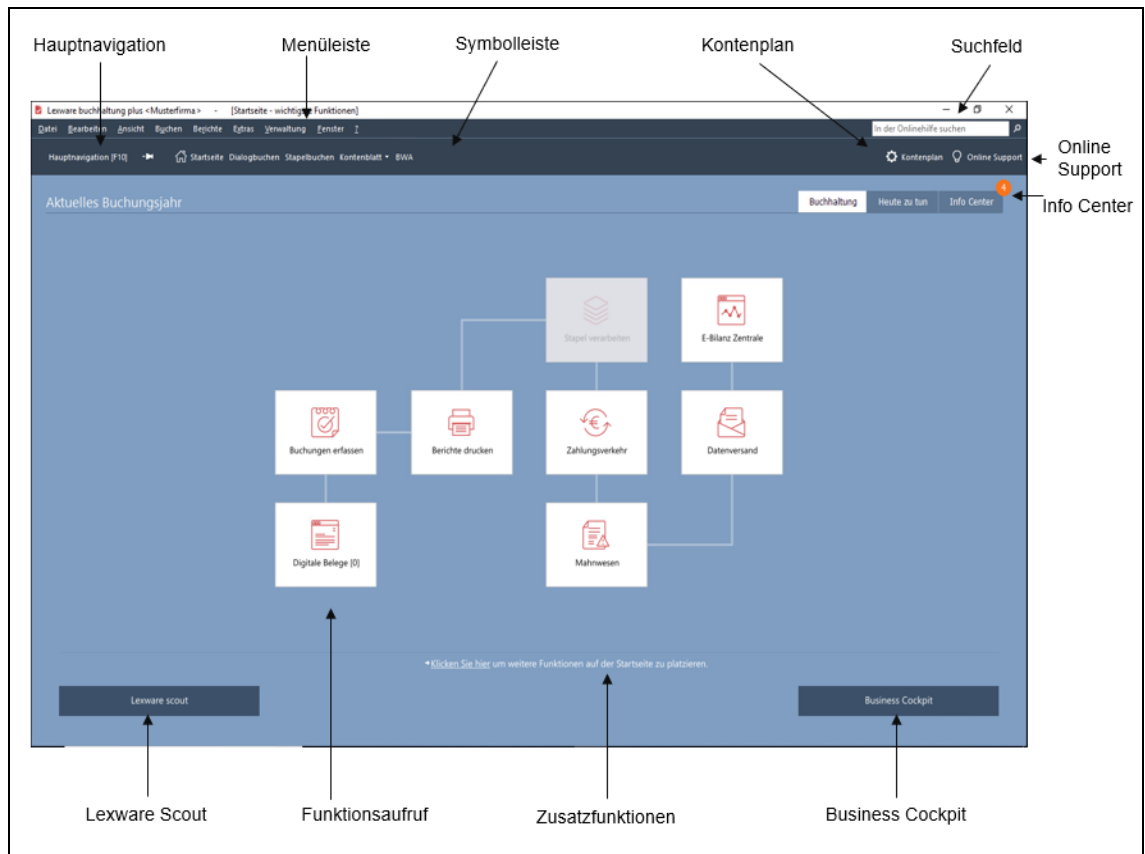 Hauptnavigation Menüleiste Symbolleiste Kontenplan Suchfeld
Lexware buchhaltung plus <Musterfirma> - [Startseite - wichtigste Funktionen]
Datei Bearbeiten Ansicht Buchen Berichte Extras Verwaltung Fenster ?
In der Onlinehilfe suchen
Hauptnavigation [F10] Startseite Dialogbuchen Stapelbuchen Kontenblatt BWA Kontenplan Online Support
Online
Support
Aktuelles Buchungsjahr
Buchhaltung Heute zu tun Info Center
4
Info Center
Stapel verarbeiten E-Bilanz Zentrale
Buchungen erfassen Berichte drucken Zahlungsverkehr Datenversand
Digitale Belege [0] Mahnwesen
Klicken Sie hier um weitere Funktionen auf der Startseite zu platzieren.
Lexware scout Business Cockpit
Lexware Scout Funktionsaufruf Zusatzfunktionen Business Cockpit